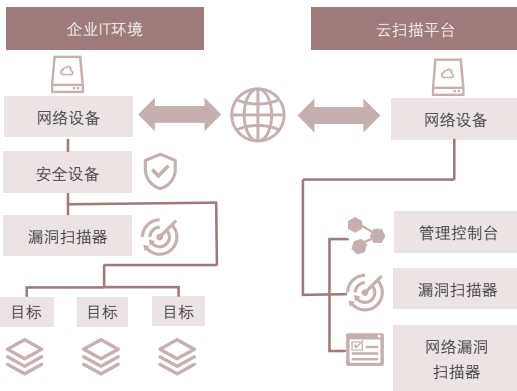 企业IT环境
网络设备
安全设备
漏洞扫描器
目标
目标
目标
云扫描平台
网络设备
管理控制台
漏洞扫描器
网络漏洞
扫描器